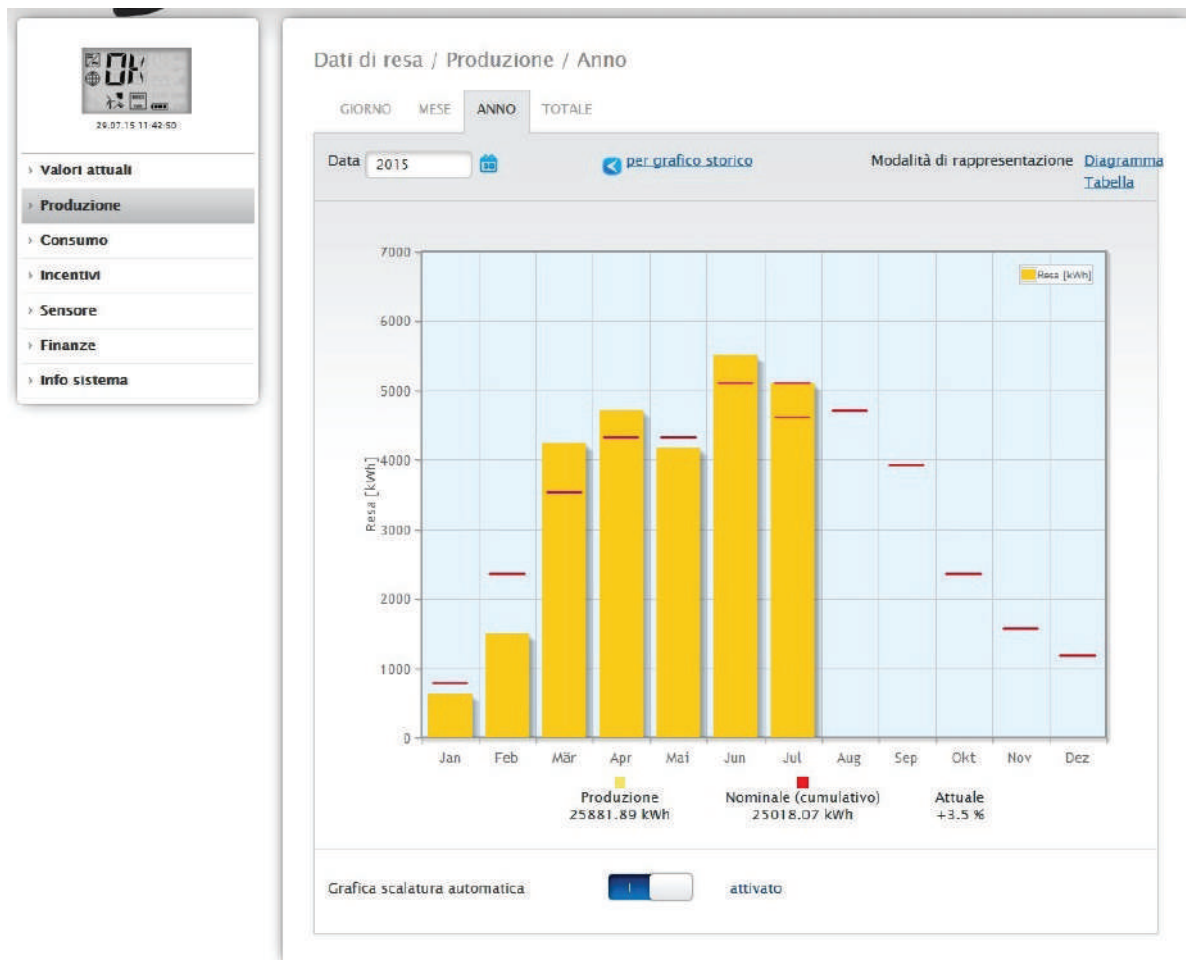 OK
29.07.15 11:42:50
Valori attuali
Produzione
Consumo
Incentivi
Sensore
Finanze
Info sistema
Dati di resa / Produzione / Anno
GIORNO MESE ANNO TOTALE
Data 2015 per grafico storico Modalità di rappresentazione Diagramma
Tabella
Resa [kWh]
7000
6000
5000
4000
3000
2000
1000
0
Resa [kWh]
Jan Feb Mär Apr Mai Jun Jul Aug Sep Okt Nov Dez
Produzione Nominale (cumulativo) Attuale
25881.89 kWh 25018.07 kWh +3.5 %
Grafica scalatura automatica I attivato